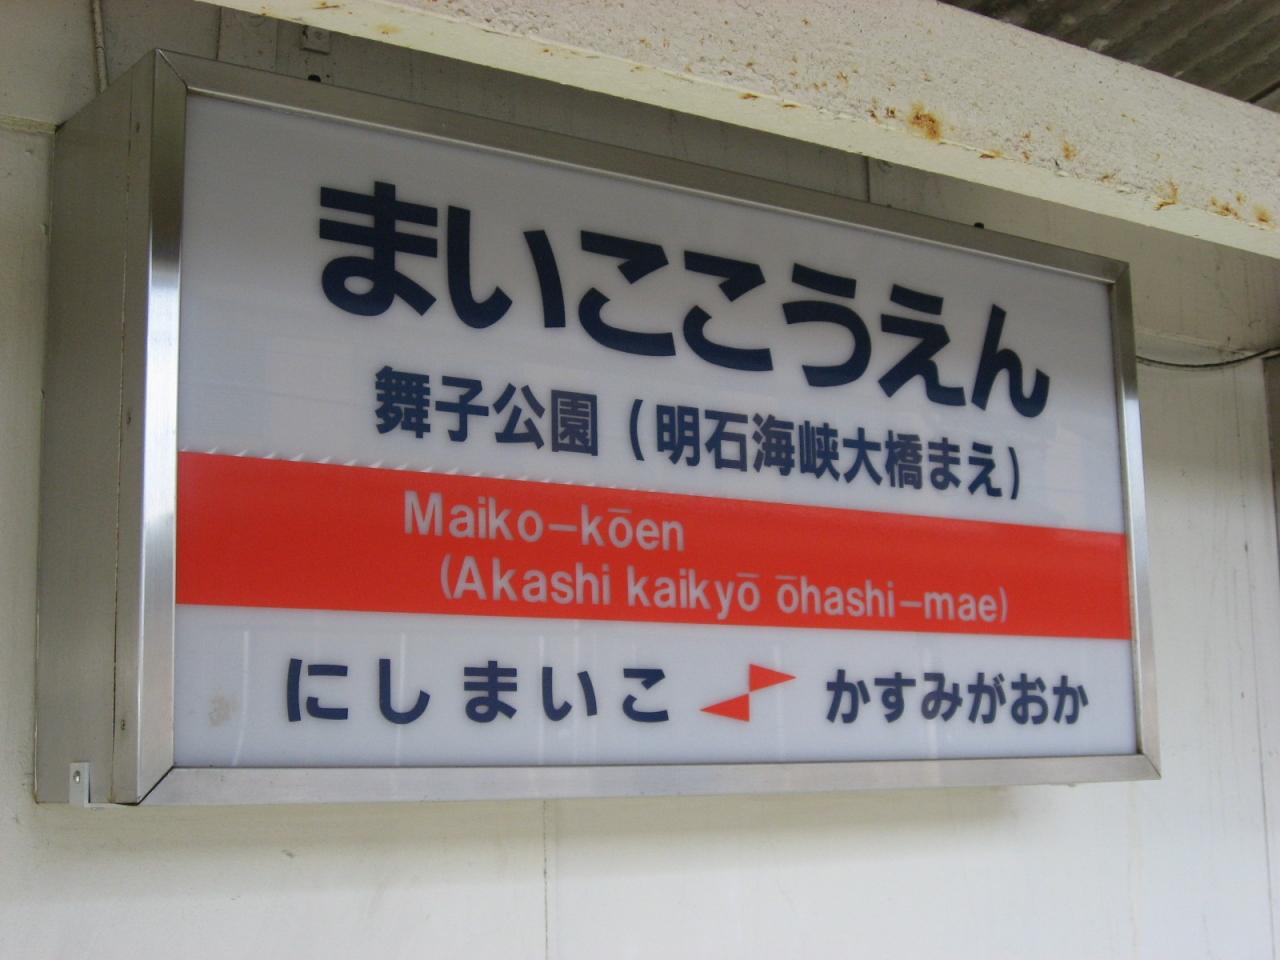 まいここうえん
舞子公園（明石海峡大橋まえ）
Maiko－kōen
(Akashi kaikyō ōhashi－mae)
にしまいこ かすみがおか